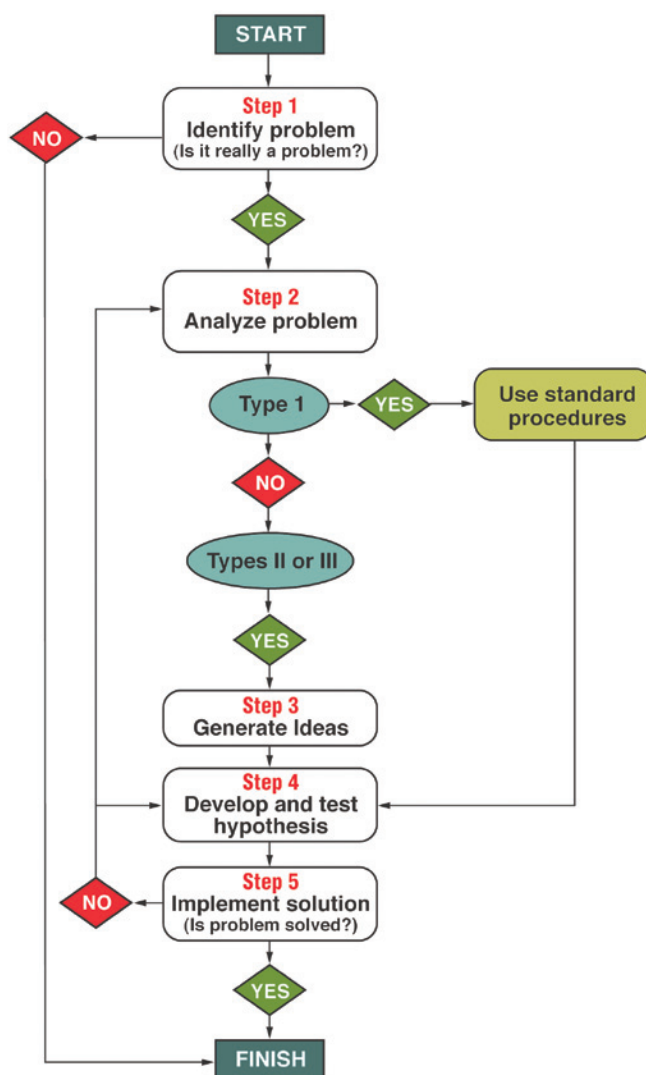 START
Step 1
Identify problem
(Is it really a problem?)
NO
YES
Step 2
Analyze problem
Type 1
YES
Use standard
procedures
NO
Types II or III
YES
Step 3
Generate Ideas
Step 4
Develop and test
hypothesis
Step 5
Implement solution
(Is problem solved?)
NO
YES
FINISH